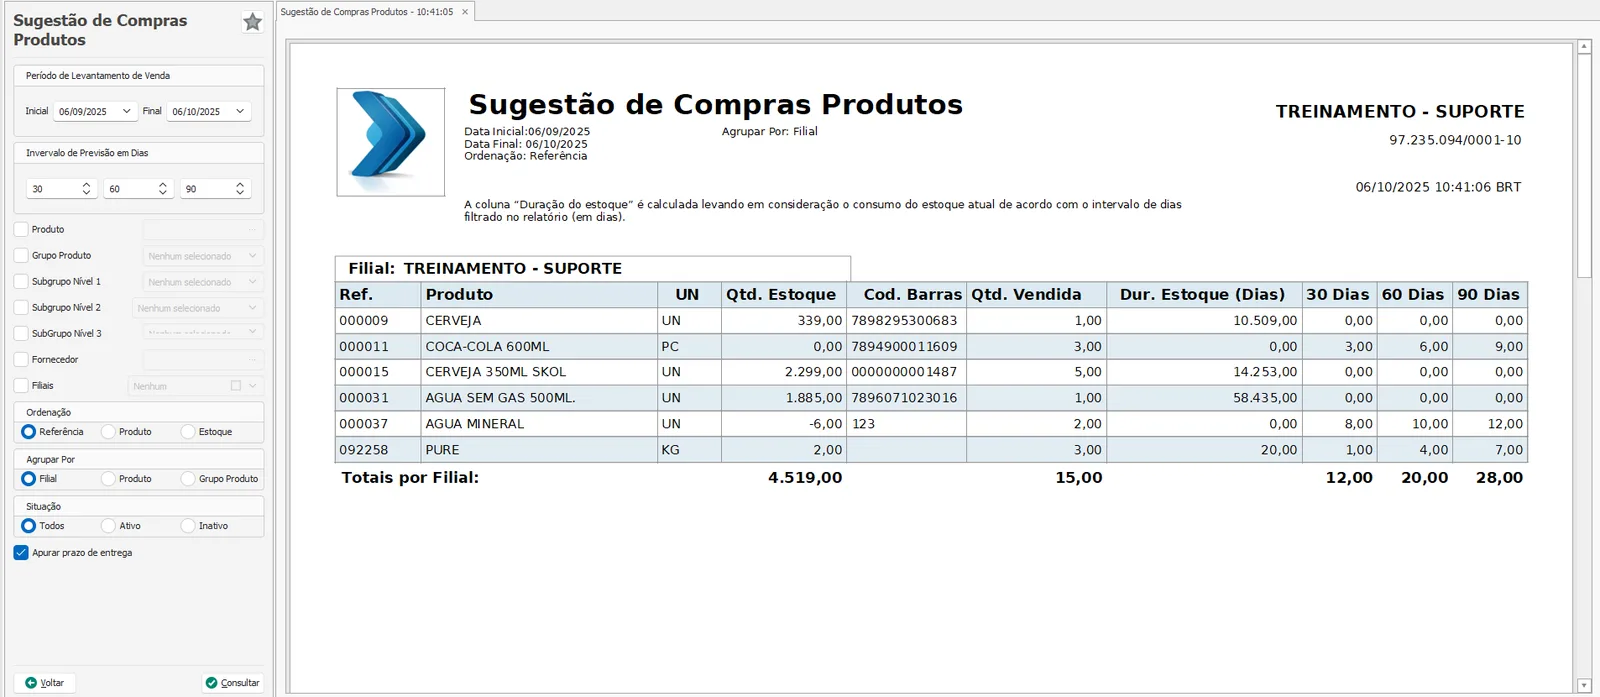 Sugestão de Compras
Produtos
Período de Levantamento de Venda
Inicial 06/09/2025 Final 06/10/2025
Invervalo de Previsão em Dias
30 60 90
Produto
Grupo Produto Nenhum selecionado
Subgrupo Nível 1 Nenhum selecionado
Subgrupo Nível 2 Nenhum selecionado
SubGrupo Nível 3 Nenhum selecionado
Fornecedor
Filiais Nenhum
Ordenação
Referência Produto Estoque
Agrupar Por
Filial Produto Grupo Produto
Situação
Todos Ativo Inativo
Apurar prazo de entrega
Voltar Consultar
Sugestão de Compras Produtos - 10:41:05
Sugestão de Compras Produtos
Data Inicial:06/09/2025 Agrupar Por: Filial
Data Final: 06/10/2025
Ordenação: Referência
TREINAMENTO - SUPORTE
97.235.094/0001-10
06/10/2025 10:41:06 BRT
A coluna “Duração do estoque” é calculada levando em consideração o consumo do estoque atual de acordo com o intervalo de dias
filtrado no relatório (em dias).
Filial: TREINAMENTO - SUPORTE
Ref. Produto UN Qtd. Estoque Cod. Barras Qtd. Vendida Dur. Estoque (Dias) 30 Dias 60 Dias 90 Dias
000009 CERVEJA UN 339,00 7898295300683 1,00 10.509,00 0,00 0,00 0,00
000011 COCA-COLA 600ML PC 0,00 7894900011609 3,00 0,00 3,00 6,00 9,00
000015 CERVEJA 350ML SKOL UN 2.299,00 0000000001487 5,00 14.253,00 0,00 0,00 0,00
000031 AGUA SEM GAS 500ML. UN 1.885,00 7896071023016 1,00 58.435,00 0,00 0,00 0,00
000037 AGUA MINERAL UN -6,00 123 2,00 0,00 8,00 10,00 12,00
092258 PURE KG 2,00 3,00 20,00 1,00 4,00 7,00
Totais por Filial: 4.519,00 15,00 12,00 20,00 28,00